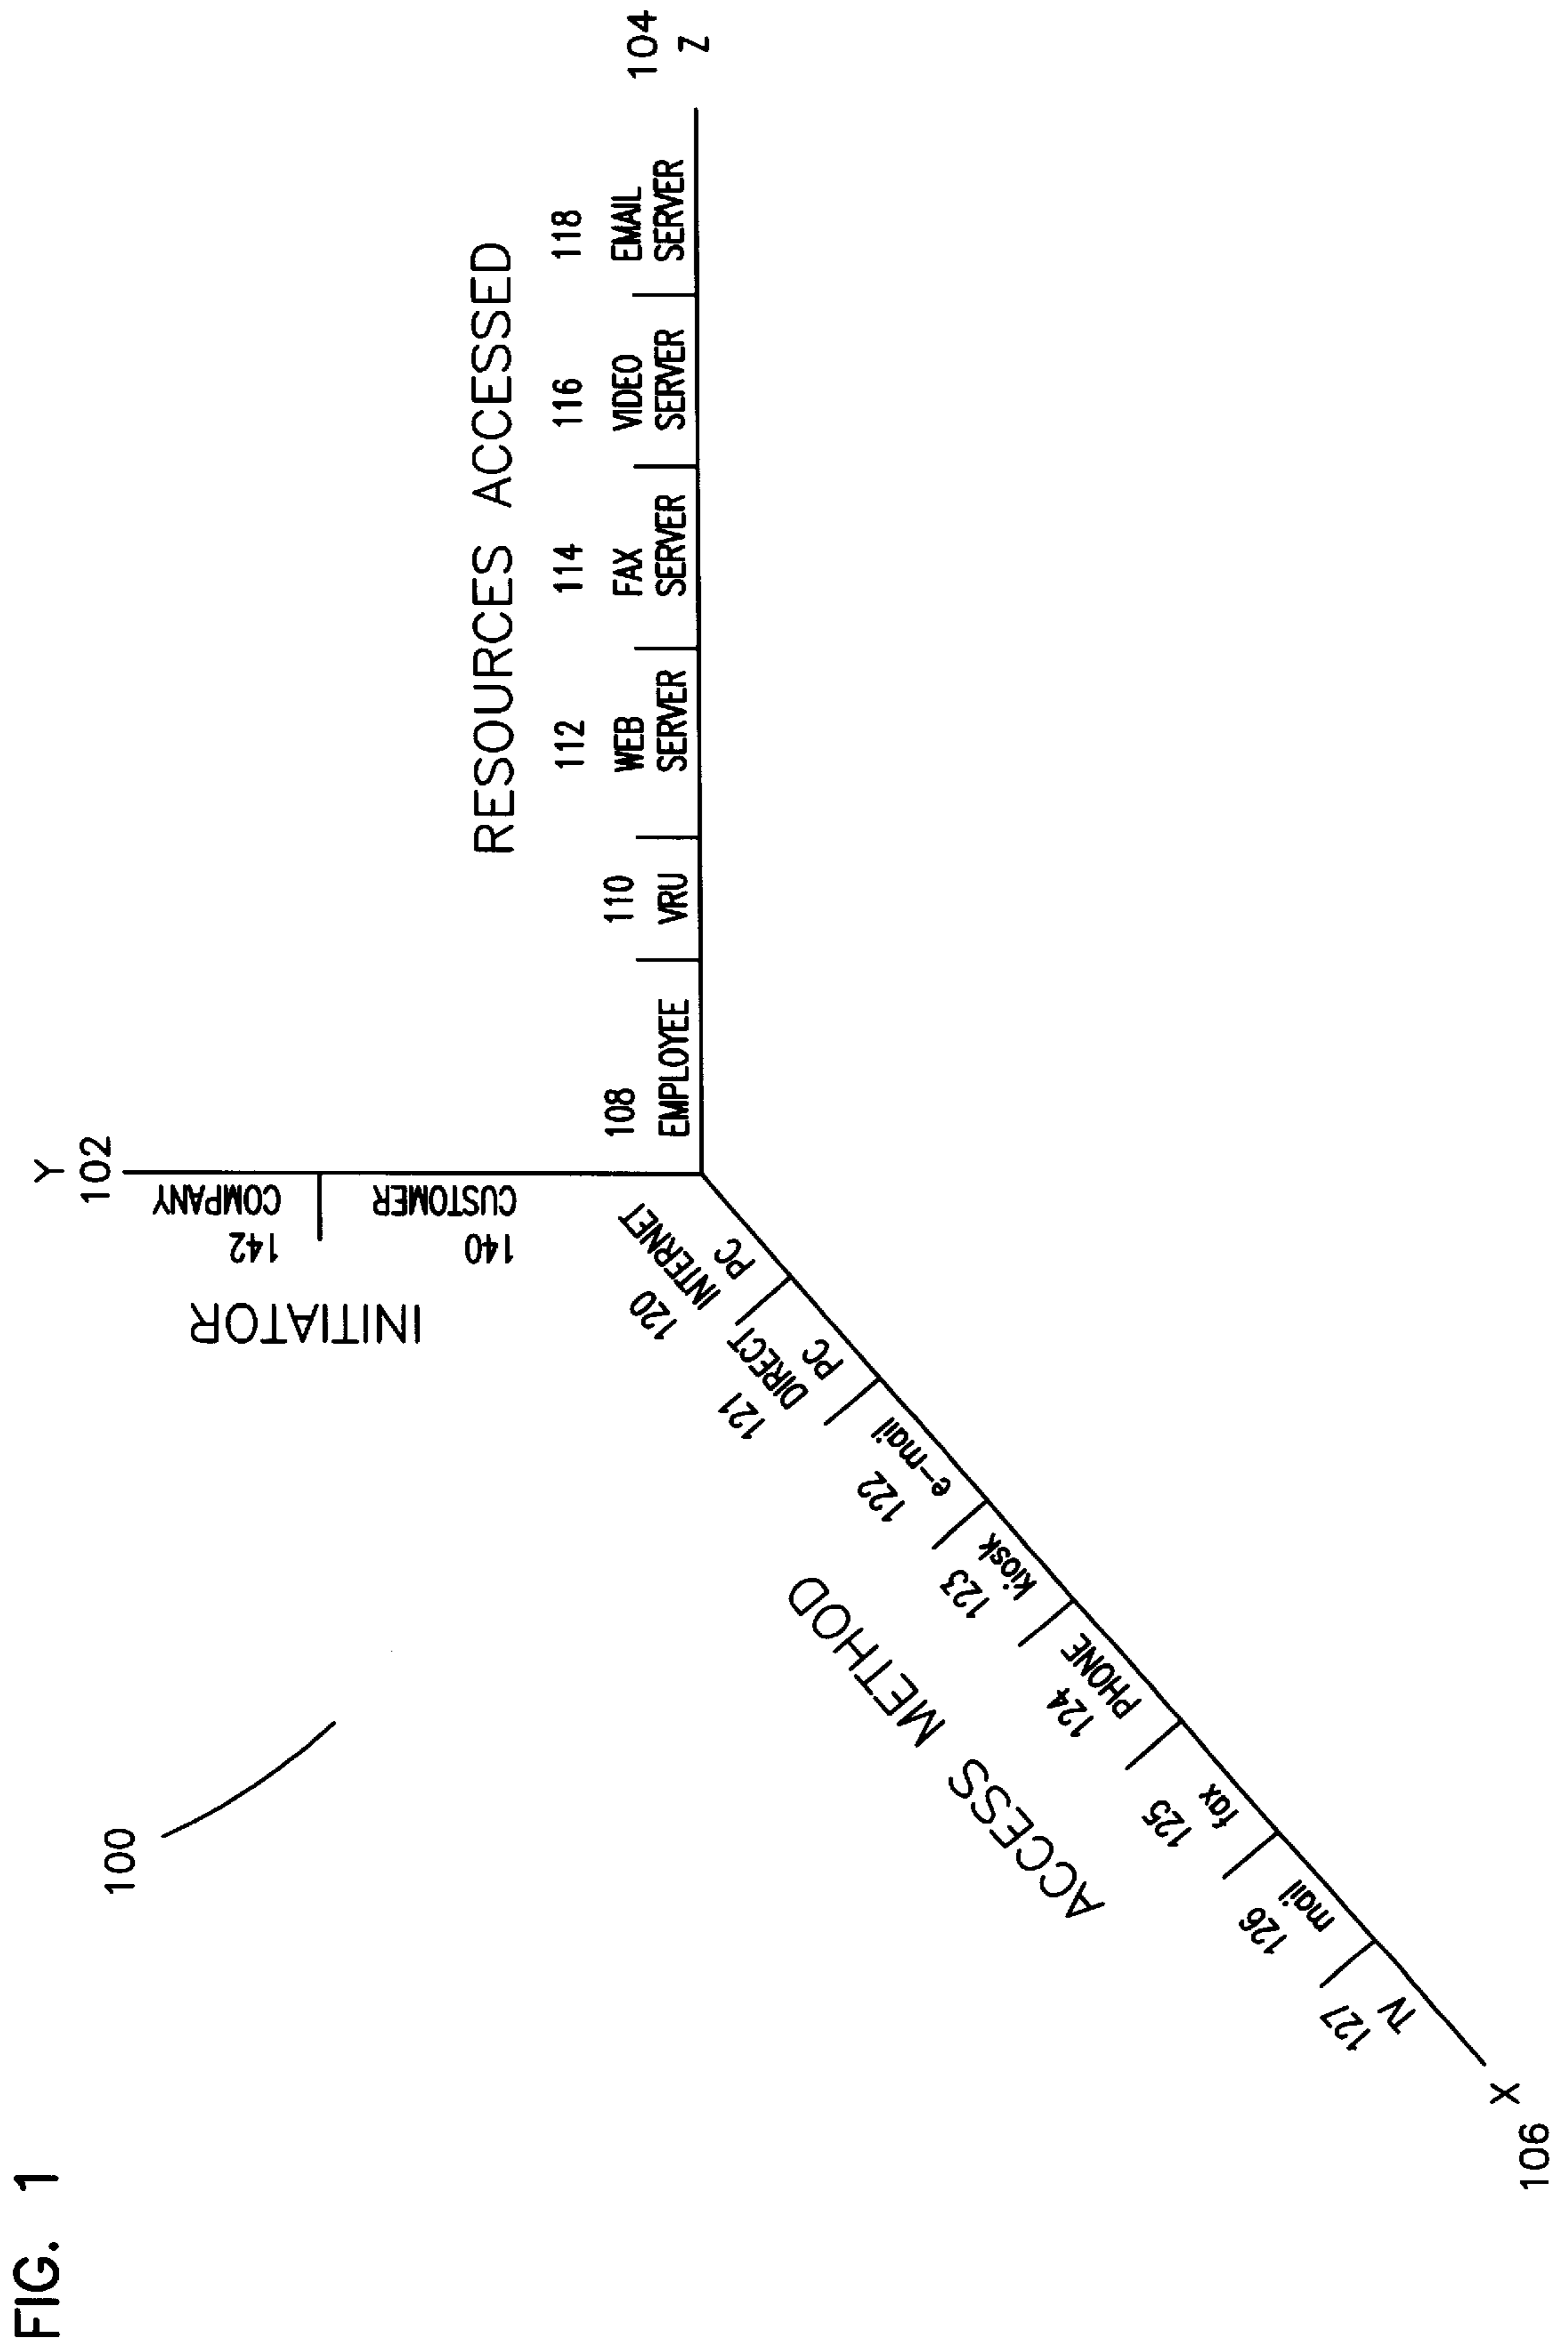 FIG. 1
100
Y
102
INITIATOR
142
COMPANY
140
CUSTOMER
RESOURCES ACCESSED
108
EMPLOYEE
110
VRU
112
WEB
SERVER
114
FAX
SERVER
116
VIDEO
SERVER
118
EMAIL
SERVER
104
Z
ACCESS METHOD
120
INTERNET
PC
121
DIRECT
PC
122
e-mail
123
kiosk
124
PHONE
125
fax
126
mail
127
TV
X
106